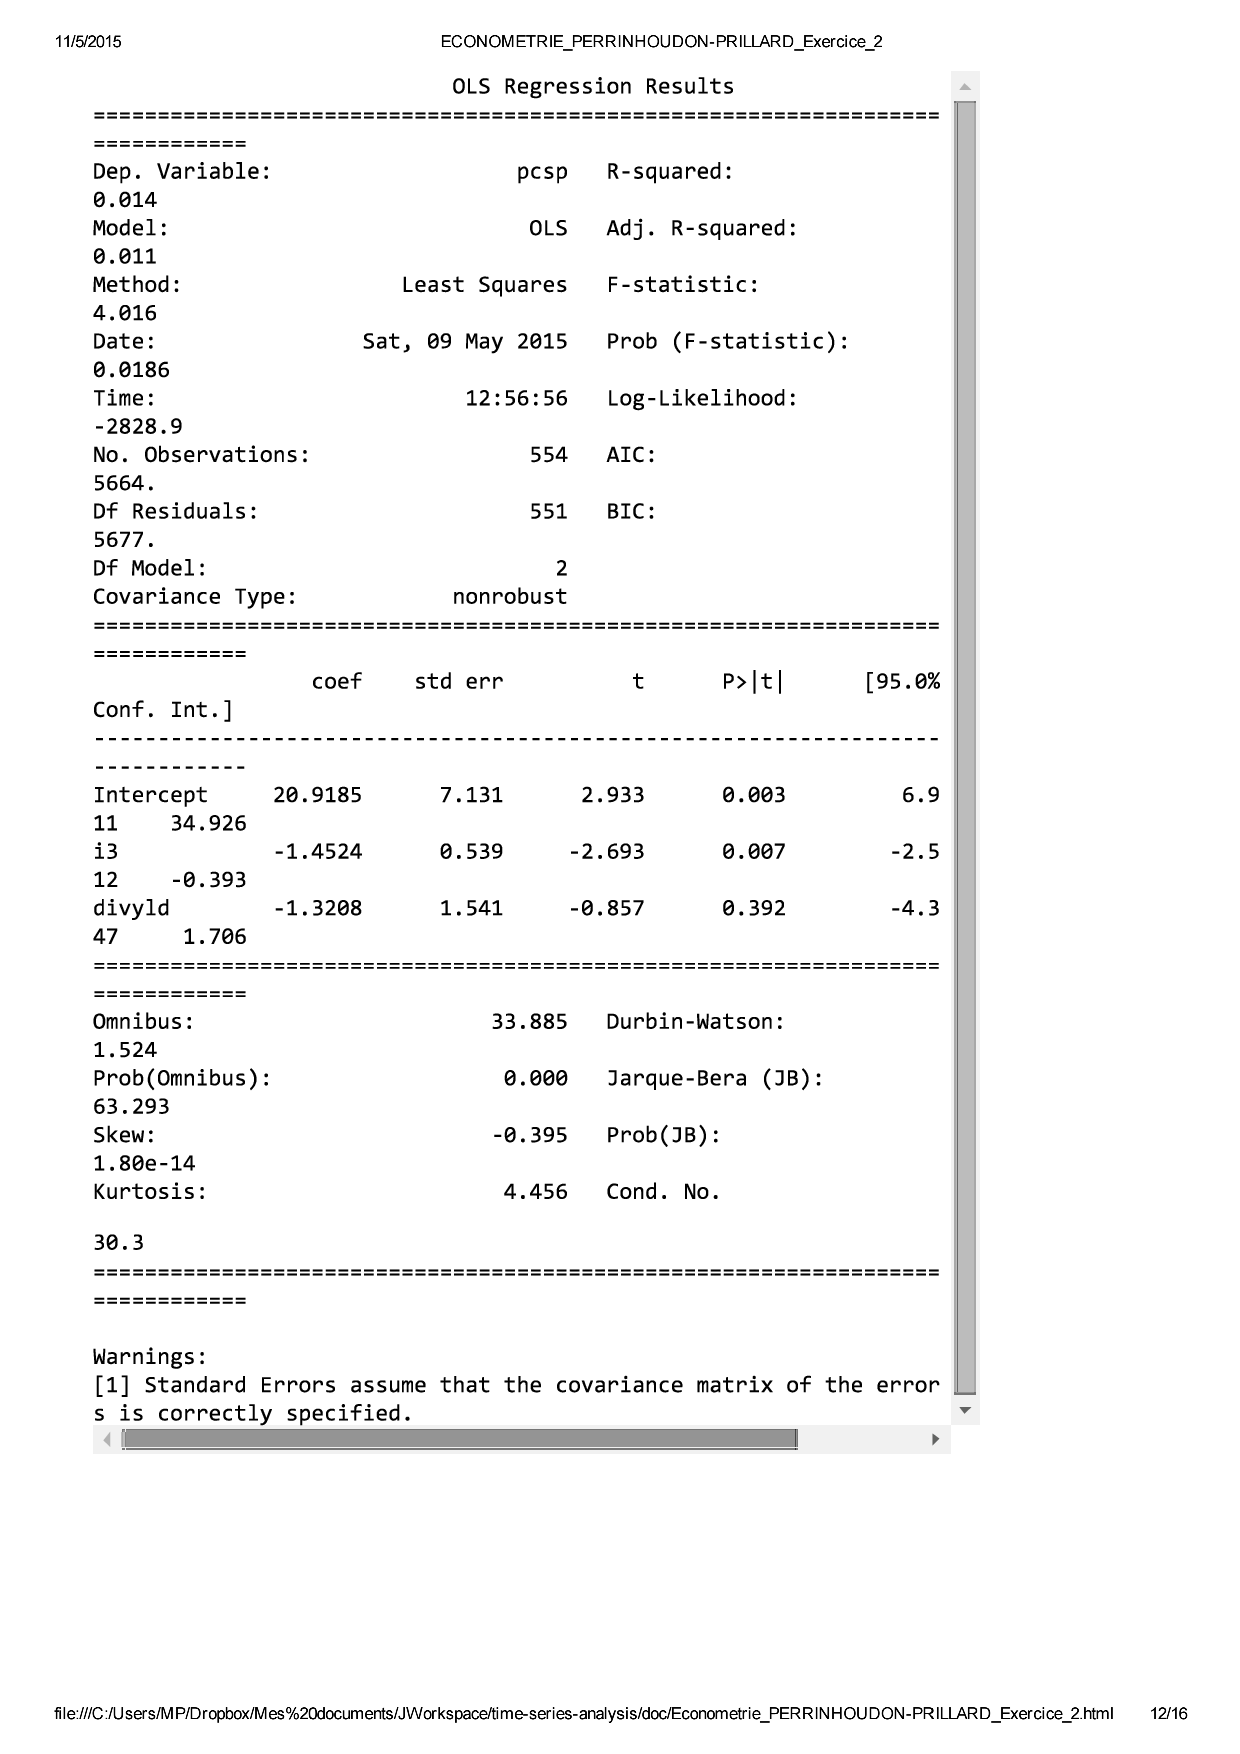 11/5/2015 ECONOMETRIE_PERRINHOUDON-PRILLARD_Exercice_2
OLS Regression Results
==================================================================
============
Dep. Variable: pcsp R-squared:
0.014
Model: OLS Adj. R-squared:
0.011
Method: Least Squares F-statistic:
4.016
Date: Sat, 09 May 2015 Prob (F-statistic):
0.0186
Time: 12:56:56 Log-Likelihood:
-2828.9
No. Observations: 554 AIC:
5664.
Df Residuals: 551 BIC:
5677.
Df Model: 2
Covariance Type: nonrobust
==================================================================
============
coef std err t P>|t| [95.0%
Conf. Int.]
------------------------------------------------------------------
------------
Intercept 20.9185 7.131 2.933 0.003 6.9
11 34.926
i3 -1.4524 0.539 -2.693 0.007 -2.5
12 -0.393
divyld -1.3208 1.541 -0.857 0.392 -4.3
47 1.706
==================================================================
============
Omnibus: 33.885 Durbin-Watson:
1.524
Prob(Omnibus): 0.000 Jarque-Bera (JB):
63.293
Skew: -0.395 Prob(JB):
1.80e-14
Kurtosis: 4.456 Cond. No.
30.3
==================================================================
============
Warnings:
[1] Standard Errors assume that the covariance matrix of the error
s is correctly specified.
file:///C:/Users/MP/Dropbox/Mes%20documents/JWorkspace/time-series-analysis/doc/Econometrie_PERRINHOUDON-PRILLARD_Exercice_2.html 12/16